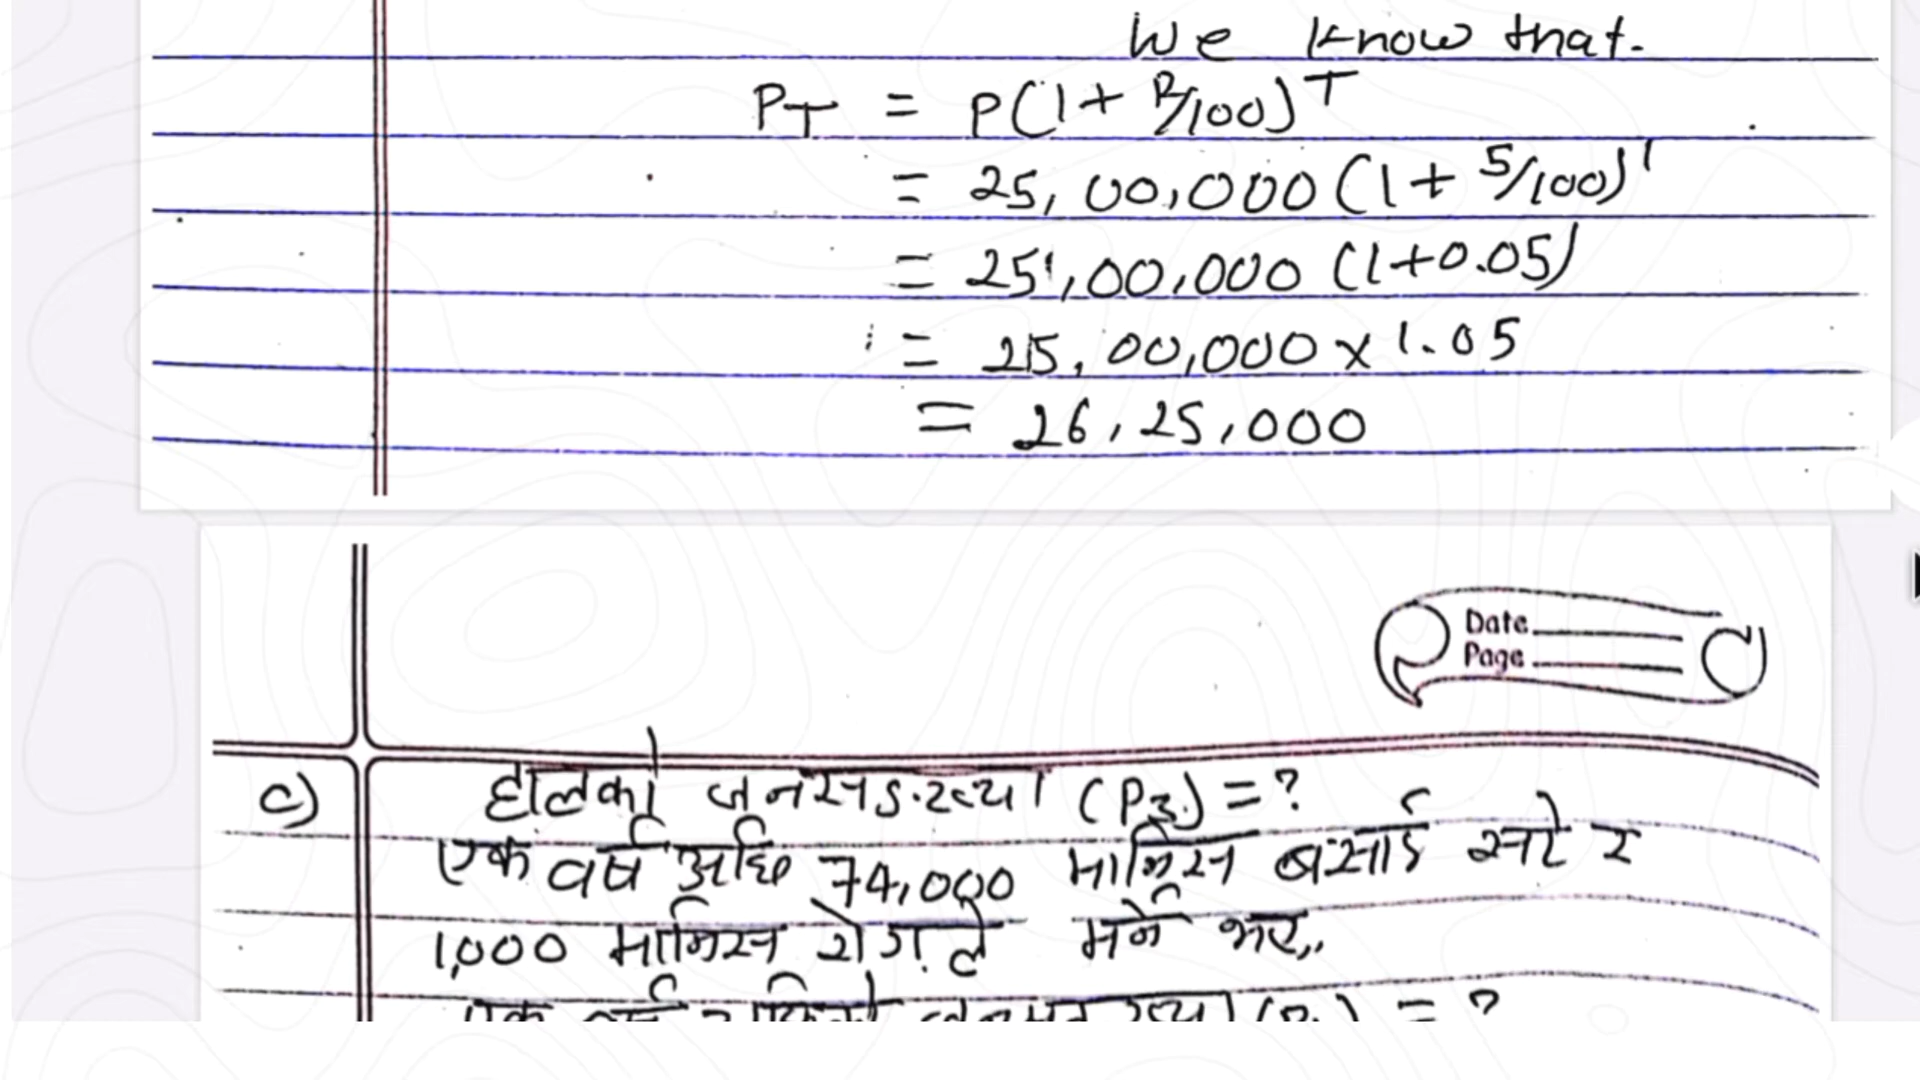 We know that.
PT = P(1 + R/100)^T
= 25,00,000 (1 + 5/100)^1
= 25,00,000 (1+0.05)
= 25,00,000 x 1.05
= 26,25,000
Date
Page
c) हालको जनसङ्ख्या (P3) = ?
एक वर्ष अघि 74,000 मानिस बसाई सरे र
1,000 मानिस रोगले मर्ने भए,